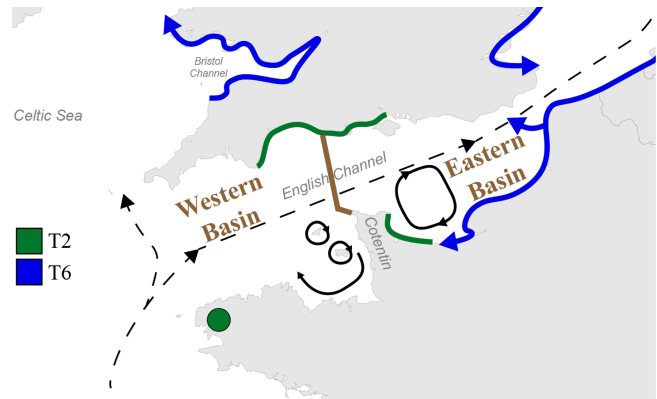 Bristol
Channel
Celtic Sea
English Channel
Eastern
Basin
Western
Basin
Cotentin
T2
T6